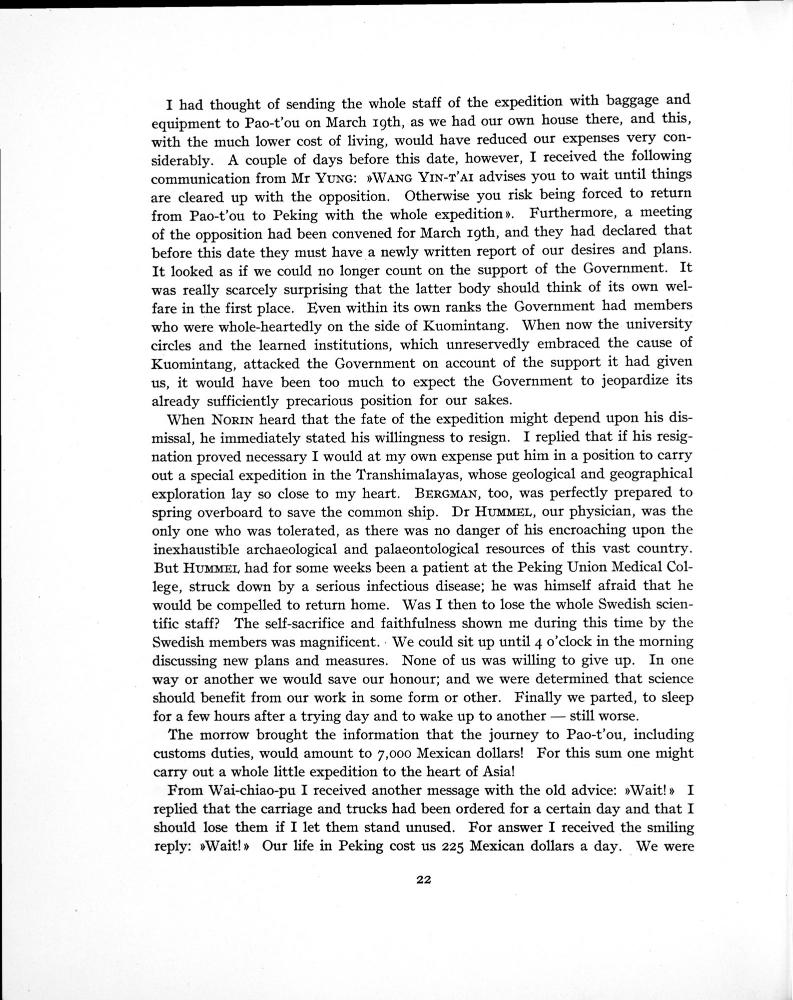 I had thought of sending the whole staff of the expedition with baggage and
equipment to Pao-t'ou on March 19th, as we had our own house there, and this,
with the much lower cost of living, would have reduced our expenses very con-
siderably. A couple of days before this date, however, I received the following
communication from Mr YUNG: »WANG YIN-T'AI advises you to wait until things
are cleared up with the opposition. Otherwise you risk being forced to return
from Pao-t'ou to Peking with the whole expedition». Furthermore, a meeting
of the opposition had been convened for March 19th, and they had declared that
before this date they must have a newly written report of our desires and plans.
It looked as if we could no longer count on the support of the Government. It
was really scarcely surprising that the latter body should think of its own wel-
fare in the first place. Even within its own ranks the Government had members
who were whole-heartedly on the side of Kuomintang. When now the university
circles and the learned institutions, which unreservedly embraced the cause of
Kuomintang, attacked the Government on account of the support it had given
us, it would have been too much to expect the Government to jeopardize its
already sufficiently precarious position for our sakes.
When NORIN heard that the fate of the expedition might depend upon his dis-
missal, he immediately stated his willingness to resign. I replied that if his resig-
nation proved necessary I would at my own expense put him in a position to carry
out a special expedition in the Transhimalayas, whose geological and geographical
exploration lay so close to my heart. BERGMAN, too, was perfectly prepared to
spring overboard to save the common ship. Dr HUMMEL, our physician, was the
only one who was tolerated, as there was no danger of his encroaching upon the
inexhaustible archaeological and palaeontological resources of this vast country.
But HUMMEL had for some weeks been a patient at the Peking Union Medical Col-
lege, struck down by a serious infectious disease; he was himself afraid that he
would be compelled to return home. Was I then to lose the whole Swedish scien-
tific staff? The self-sacrifice and faithfulness shown me during this time by the
Swedish members was magnificent. We could sit up until 4 o'clock in the morning
discussing new plans and measures. None of us was willing to give up. In one
way or another we would save our honour; and we were determined that science
should benefit from our work in some form or other. Finally we parted, to sleep
for a few hours after a trying day and to wake up to another — still worse.
The morrow brought the information that the journey to Pao-t'ou, including
customs duties, would amount to 7,000 Mexican dollars! For this sum one might
carry out a whole little expedition to the heart of Asia!
From Wai-chiao-pu I received another message with the old advice: »Wait!» I
replied that the carriage and trucks had been ordered for a certain day and that I
should lose them if I let them stand unused. For answer I received the smiling
reply: »Wait!» Our life in Peking cost us 225 Mexican dollars a day. We were
22